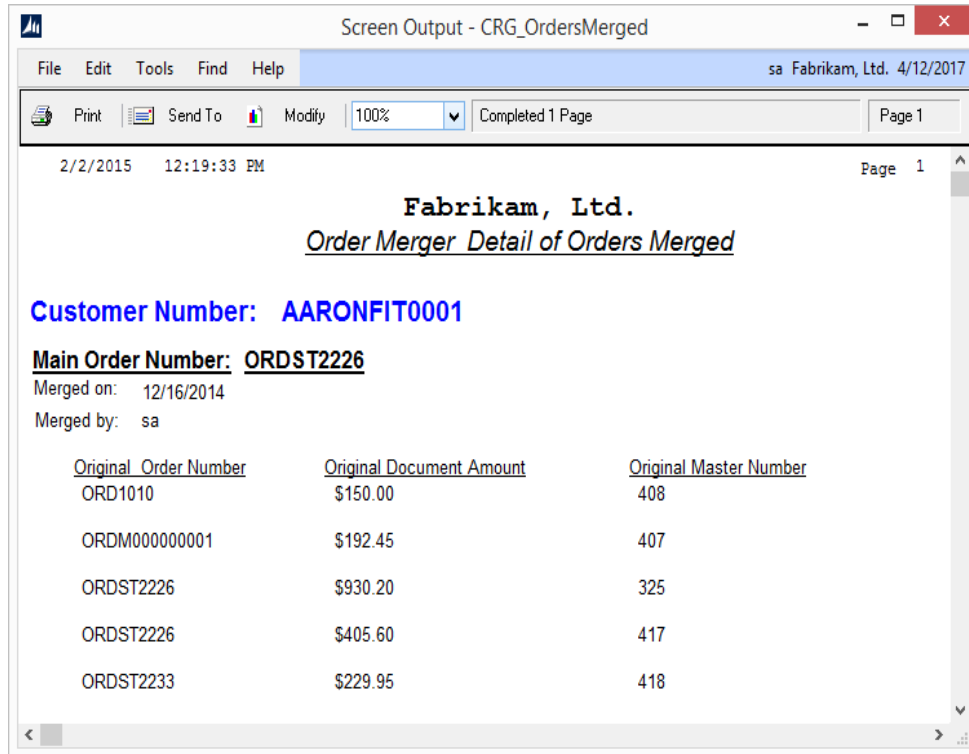 Screen Output - CRG_OrdersMerged
File Edit Tools Find Help sa Fabrikam, Ltd. 4/12/2017
Print Send To Modify 100% Completed 1 Page Page 1
2/2/2015 12:19:33 PM Page 1
Fabrikam, Ltd.
Order Merger Detail of Orders Merged
Customer Number: AARONFIT0001
Main Order Number: ORDST2226
Merged on: 12/16/2014
Merged by: sa
Original Order Number Original Document Amount Original Master Number
ORD1010 $150.00 408
ORDM000000001 $192.45 407
ORDST2226 $930.20 325
ORDST2226 $405.60 417
ORDST2233 $229.95 418